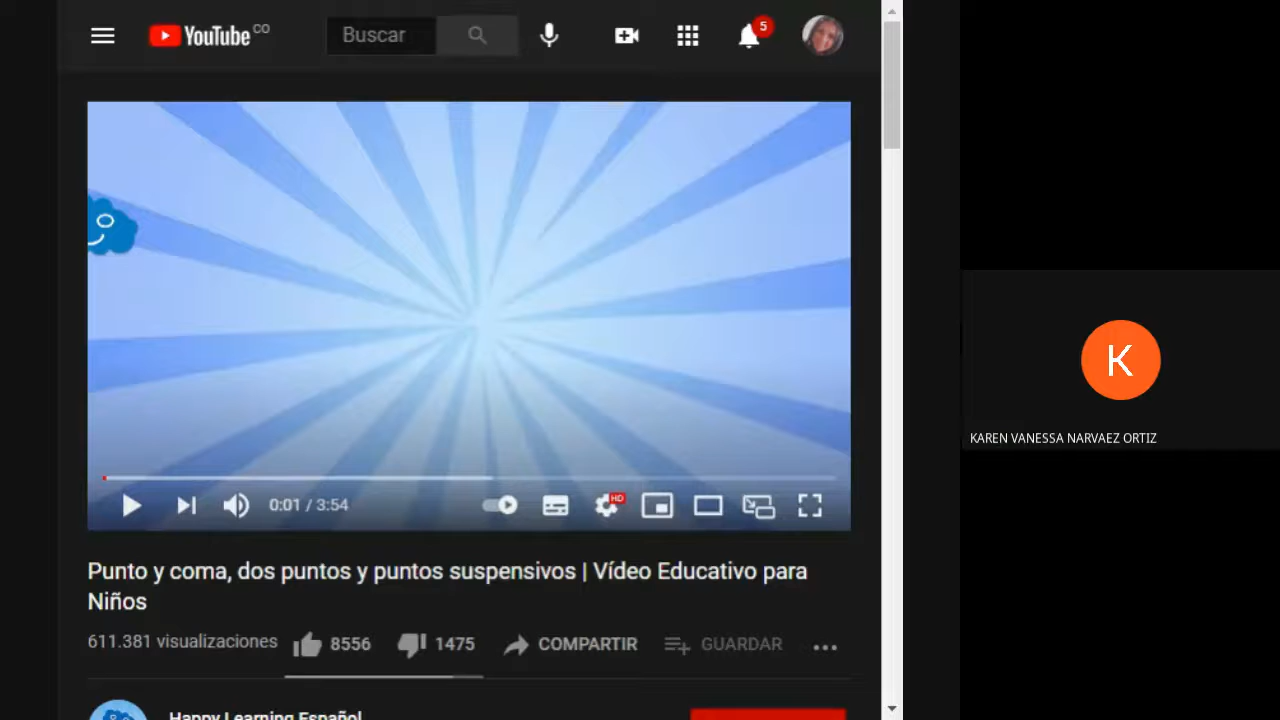 YouTube CO
Buscar
5
K
KAREN VANESSA NARVAEZ ORTIZ
0:01 / 3:54
HD
Punto y coma, dos puntos y puntos suspensivos | Vídeo Educativo para
Niños
611.381 visualizaciones 8556 1475 COMPARTIR GUARDAR
Happy Learning Español